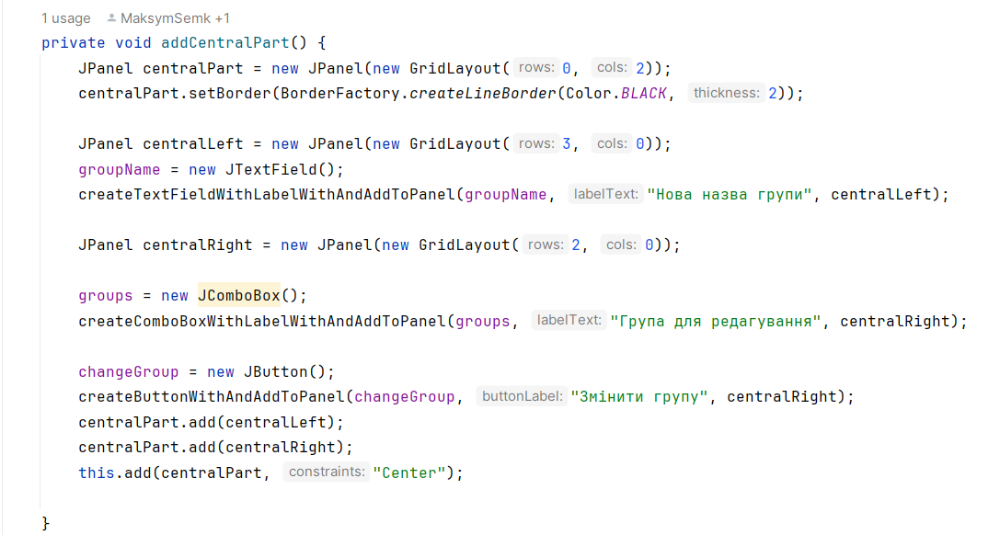 1 usage MaksymSemk +1
private void addCentralPart() {
JPanel centralPart = new JPanel(new GridLayout( rows: 0, cols: 2));
centralPart.setBorder(BorderFactory.createLineBorder(Color.BLACK, thickness: 2));
JPanel centralLeft = new JPanel(new GridLayout( rows: 3, cols: 0));
groupName = new JTextField();
createTextFieldWithLabelWithAndAddToPanel(groupName, labelText: "Нова назва групи", centralLeft);
JPanel centralRight = new JPanel(new GridLayout( rows: 2, cols: 0));
groups = new JComboBox();
createComboBoxWithLabelWithAndAddToPanel(groups, labelText: "Група для редагування", centralRight);
changeGroup = new JButton();
createButtonWithAndAddToPanel(changeGroup, buttonLabel: "Змінити групу", centralRight);
centralPart.add(centralLeft);
centralPart.add(centralRight);
this.add(centralPart, constraints: "Center");
}